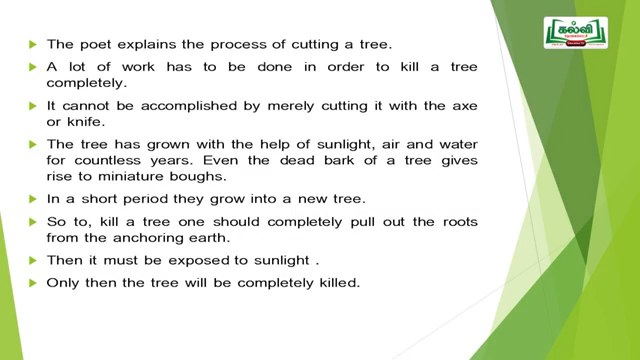 கல்வி
The poet explains the process of cutting a tree.
A lot of work has to be done in order to kill a tree
completely.
It cannot be accomplished by merely cutting it with the axe
or knife.
The tree has grown with the help of sunlight, air and water
for countless years. Even the dead bark of a tree gives
rise to miniature boughs.
In a short period they grow into a new tree.
So to, kill a tree one should completely pull out the roots
from the anchoring earth.
Then it must be exposed to sunlight .
Only then the tree will be completely killed.